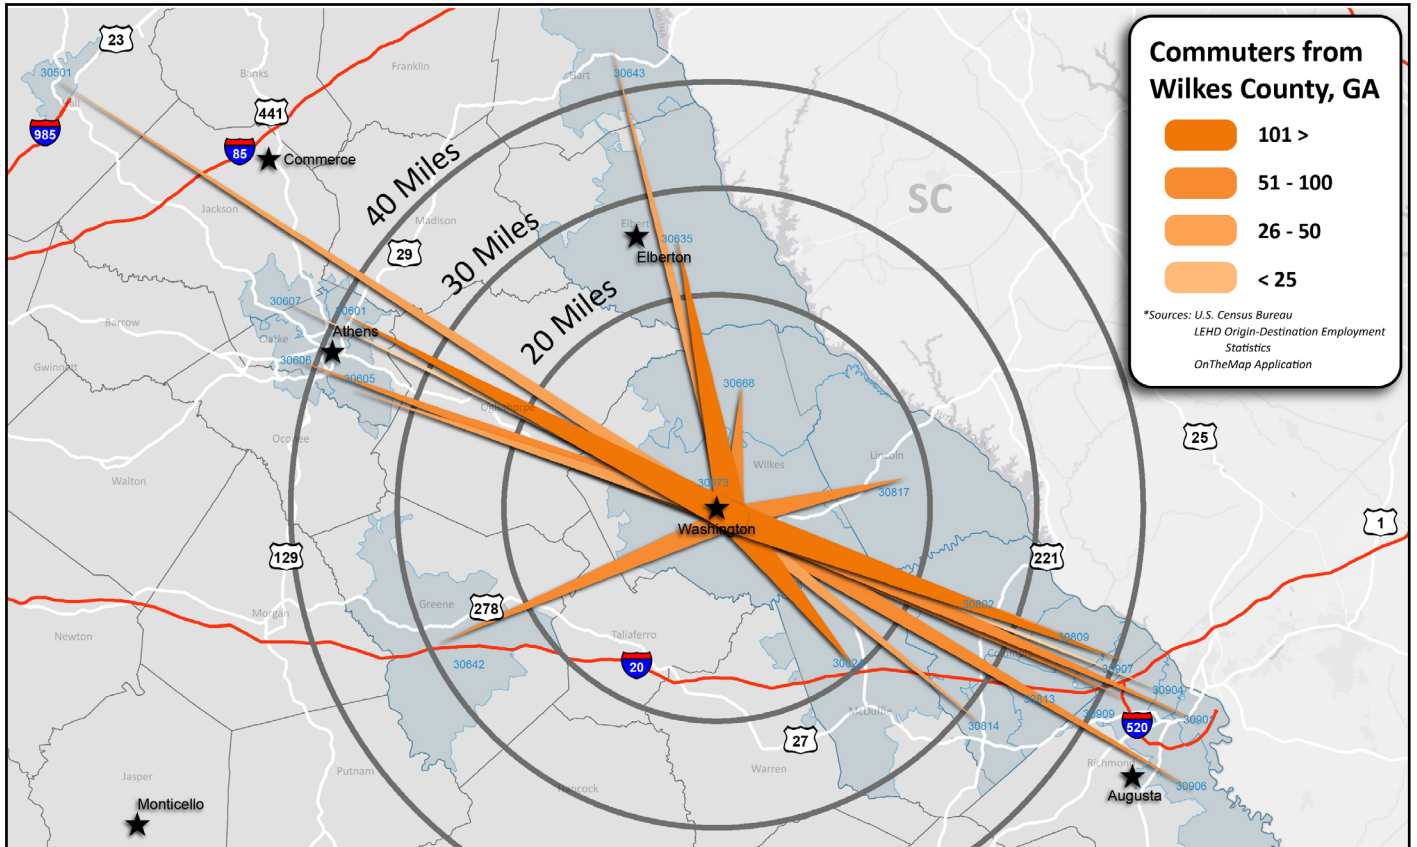 Commuters from
Wilkes County, GA
101 >
51 - 100
26 - 50
< 25
*Sources: U.S. Census Bureau
LEHD Origin-Destination Employment
Statistics
OnTheMap Application
23
30501
Hall
985
Banks
441
85
Commerce
Franklin
Hart
30643
40 Miles
30 Miles
20 Miles
SC
Jackson
Madison
29
Elbert
30635
Elberton
25
30607
30601
Athens
Clarke
30606
30605
Barrow
Gwinnett
Oglethorpe
30668
Oconee
Walton
Wilkes
Lincoln
30817
30673
Washington
1
129
221
278
Greene
Morgan
Newton
Taliaferro
30642
20
30802
30809
Columbia
30907
30824
30904
30813
30909
30901
520
McDuffie
30814
27
Warren
Richmond
30906
Augusta
Jasper
Putnam
Hancock
Monticello